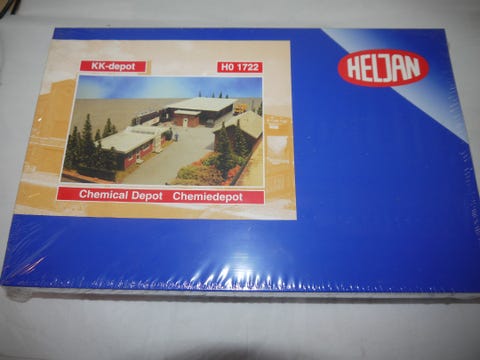 KK-depot H0 1722
HELJAN
Chemical Depot Chemiedepot